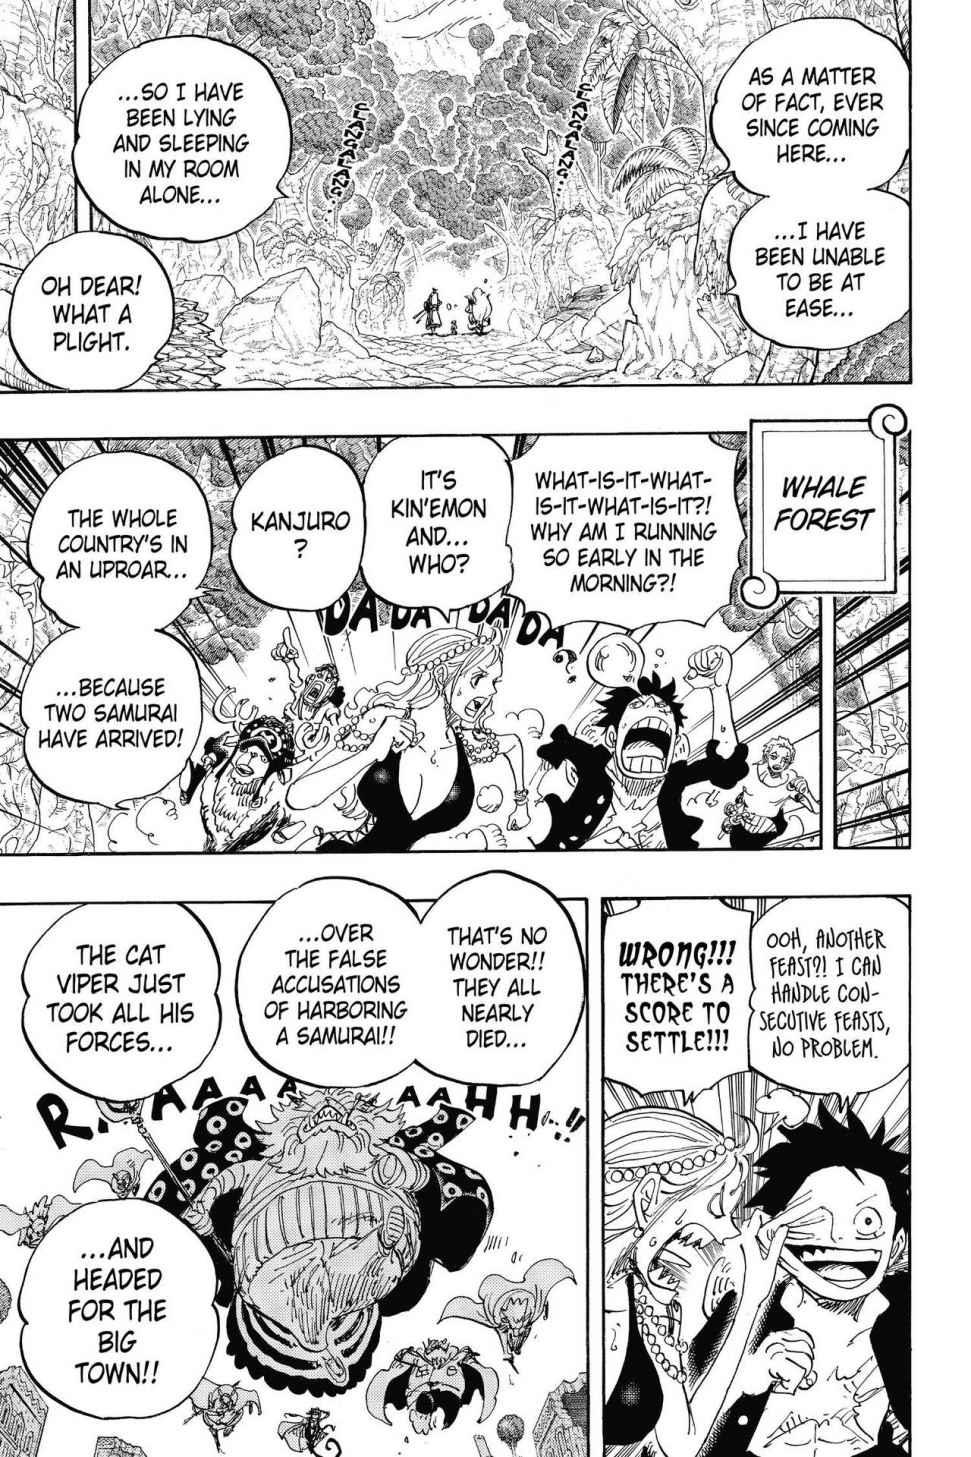 AS A MATTER
OF FACT, EVER
SINCE COMING
HERE...
...I HAVE
BEEN UNABLE
TO BE AT
EASE...
CLANGALANG...
CLANGALANG...
...SO I HAVE
BEEN LYING
AND SLEEPING
IN MY ROOM
ALONE...
OH DEAR!
WHAT A
PLIGHT.
WHALE
FOREST
WHAT-IS-IT-WHAT-
IS-IT-WHAT-IS-IT?!
WHY AM I RUNNING
SO EARLY IN THE
MORNING?!
IT'S
KIN'EMON
AND...
WHO?
KANJURO
?
DADA DADA
?
THE WHOLE
COUNTRY'S IN
AN UPROAR...
...BECAUSE
TWO SAMURAI
HAVE ARRIVED!
OOH, ANOTHER
FEAST?! I CAN
HANDLE CON-
SECUTIVE FEASTS,
NO PROBLEM.
WRONG!!!
THERE'S A
SCORE TO
SETTLE!!!
THAT'S NO
WONDER!!
THEY ALL
NEARLY
DIED...
...OVER
THE FALSE
ACCUSATIONS
OF HARBORING
A SAMURAI!!
THE CAT
VIPER JUST
TOOK ALL HIS
FORCES...
...AND
HEADED
FOR THE
BIG
TOWN!!